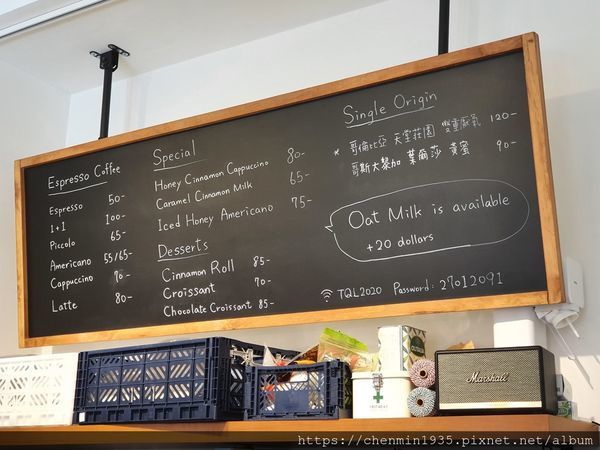 Espresso Coffee
Espresso 50-
1+1 100-
Piccolo 65-
Americano 55/65-
Cappuccino 70-
Latte 80-
Special
Honey Cinnamon Cappuccino 80-
Caramel Cinnamon Milk 65-
Iced Honey Americano 75-
Desserts
Cinnamon Roll 85-
Croissant 70-
Chocolate Croissant 85-
Single Origin
* 哥倫比亞 天堂莊園 雙重厭氧 120-
哥斯大黎加 葉爾莎 黃蜜 90-
Oat Milk is available
+20 dollars
TQL2020 Password: 27012091
Marshall
https://chenmin1935.pixnet.net/album